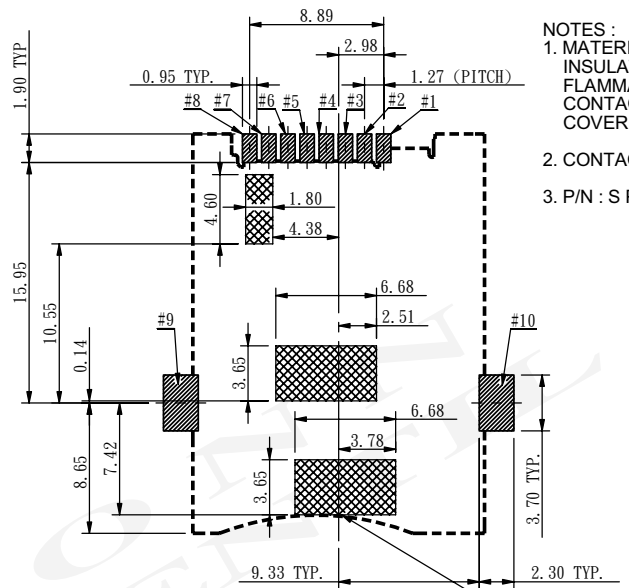 8.89
2.98
0.95 TYP.
1.27 (PITCH)
1.90 TYP
#8
#7
#6
#5
#4
#3
#2
#1
NOTES :
1. MATERI
INSULA
FLAMMA
CONTAC
COVER
2. CONTAC
3. P/N : S P
4.60
1.80
4.38
15.95
10.55
6.68
2.51
#9
#10
0.14
3.65
6.68
3.78
8.65
7.42
3.65
3.70 TYP.
9.33 TYP.
2.30 TYP.